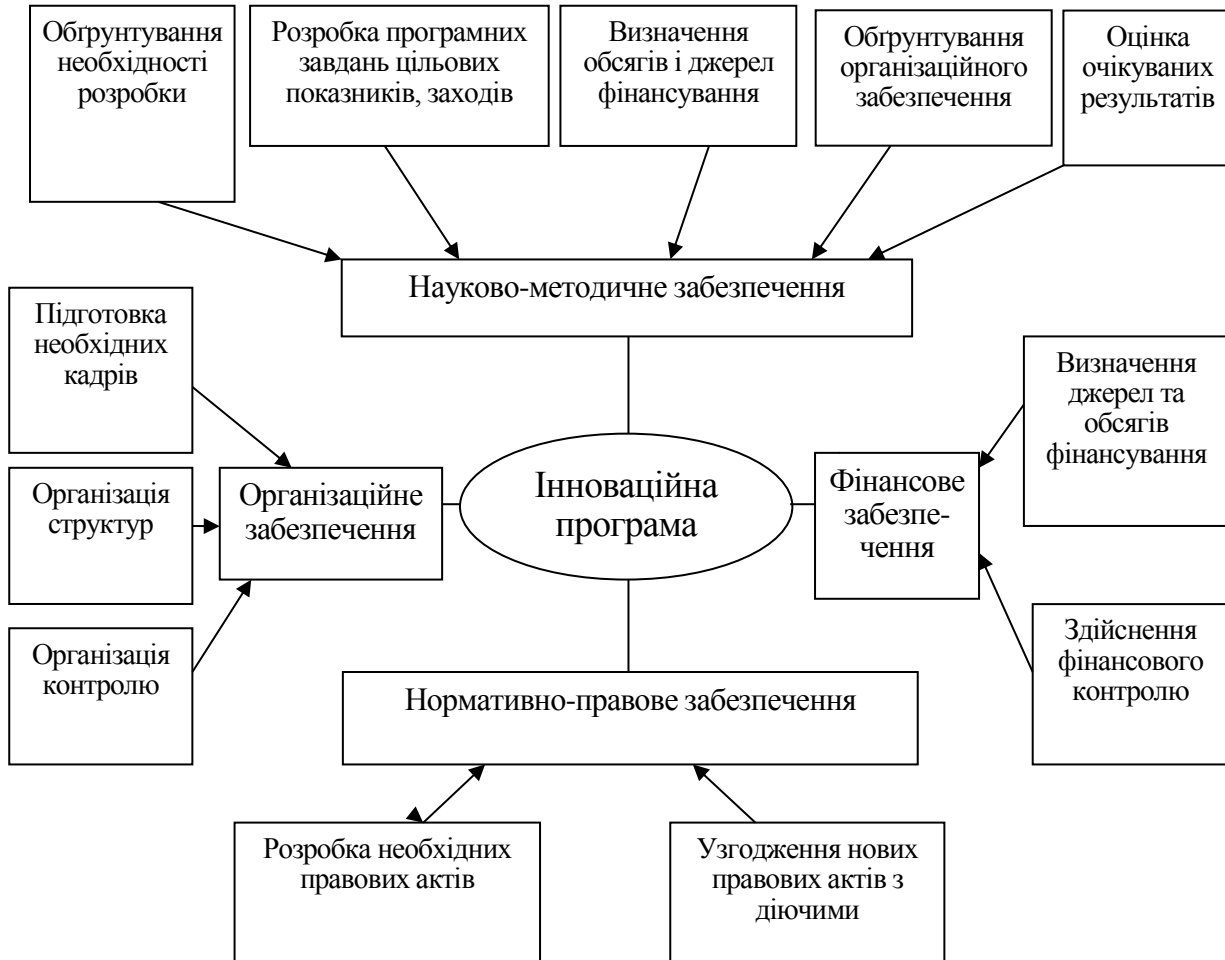 Обґрунтування
необхідності
розробки
Розробка програмних
завдань цільових
показників, заходів
Визначення
обсягів і джерел
фінансування
Обґрунтування
організаційного
забезпечення
Оцінка
очікуваних
результатів
Науково-методичне забезпечення
Підготовка
необхідних
кадрів
Визначення
джерел та
обсягів
фінансування
Організація
структур
Організаційне
забезпечення
Інноваційна
програма
Фінансове
забезпе-
чення
Організація
контролю
Здійснення
фінансового
контролю
Нормативно-правове забезпечення
Розробка необхідних
правових актів
Узгодження нових
правових актів з
діючими